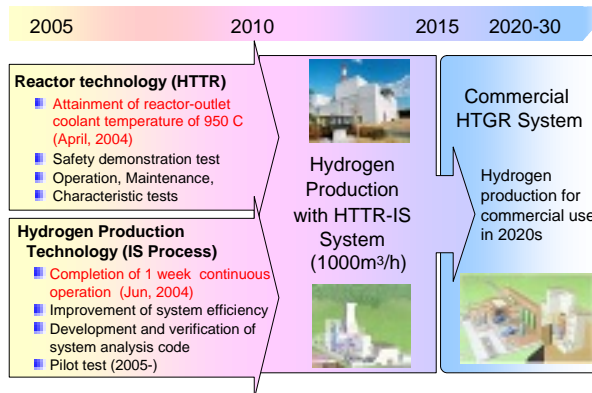 2005 2010 2015 2020-30
Reactor technology (HTTR)
Attainment of reactor-outlet
coolant temperature of 950 C
(April, 2004)
Safety demonstration test
Operation, Maintenance,
Characteristic tests
Hydrogen Production
Technology (IS Process)
Completion of 1 week continuous
operation (Jun, 2004)
Improvement of system efficiency
Development and verification of
system analysis code
Pilot test (2005-)
Hydrogen
Production
with HTTR-IS
System
(1000m³/h)
Commercial
HTGR System
Hydrogen
production for
commercial use
in 2020s